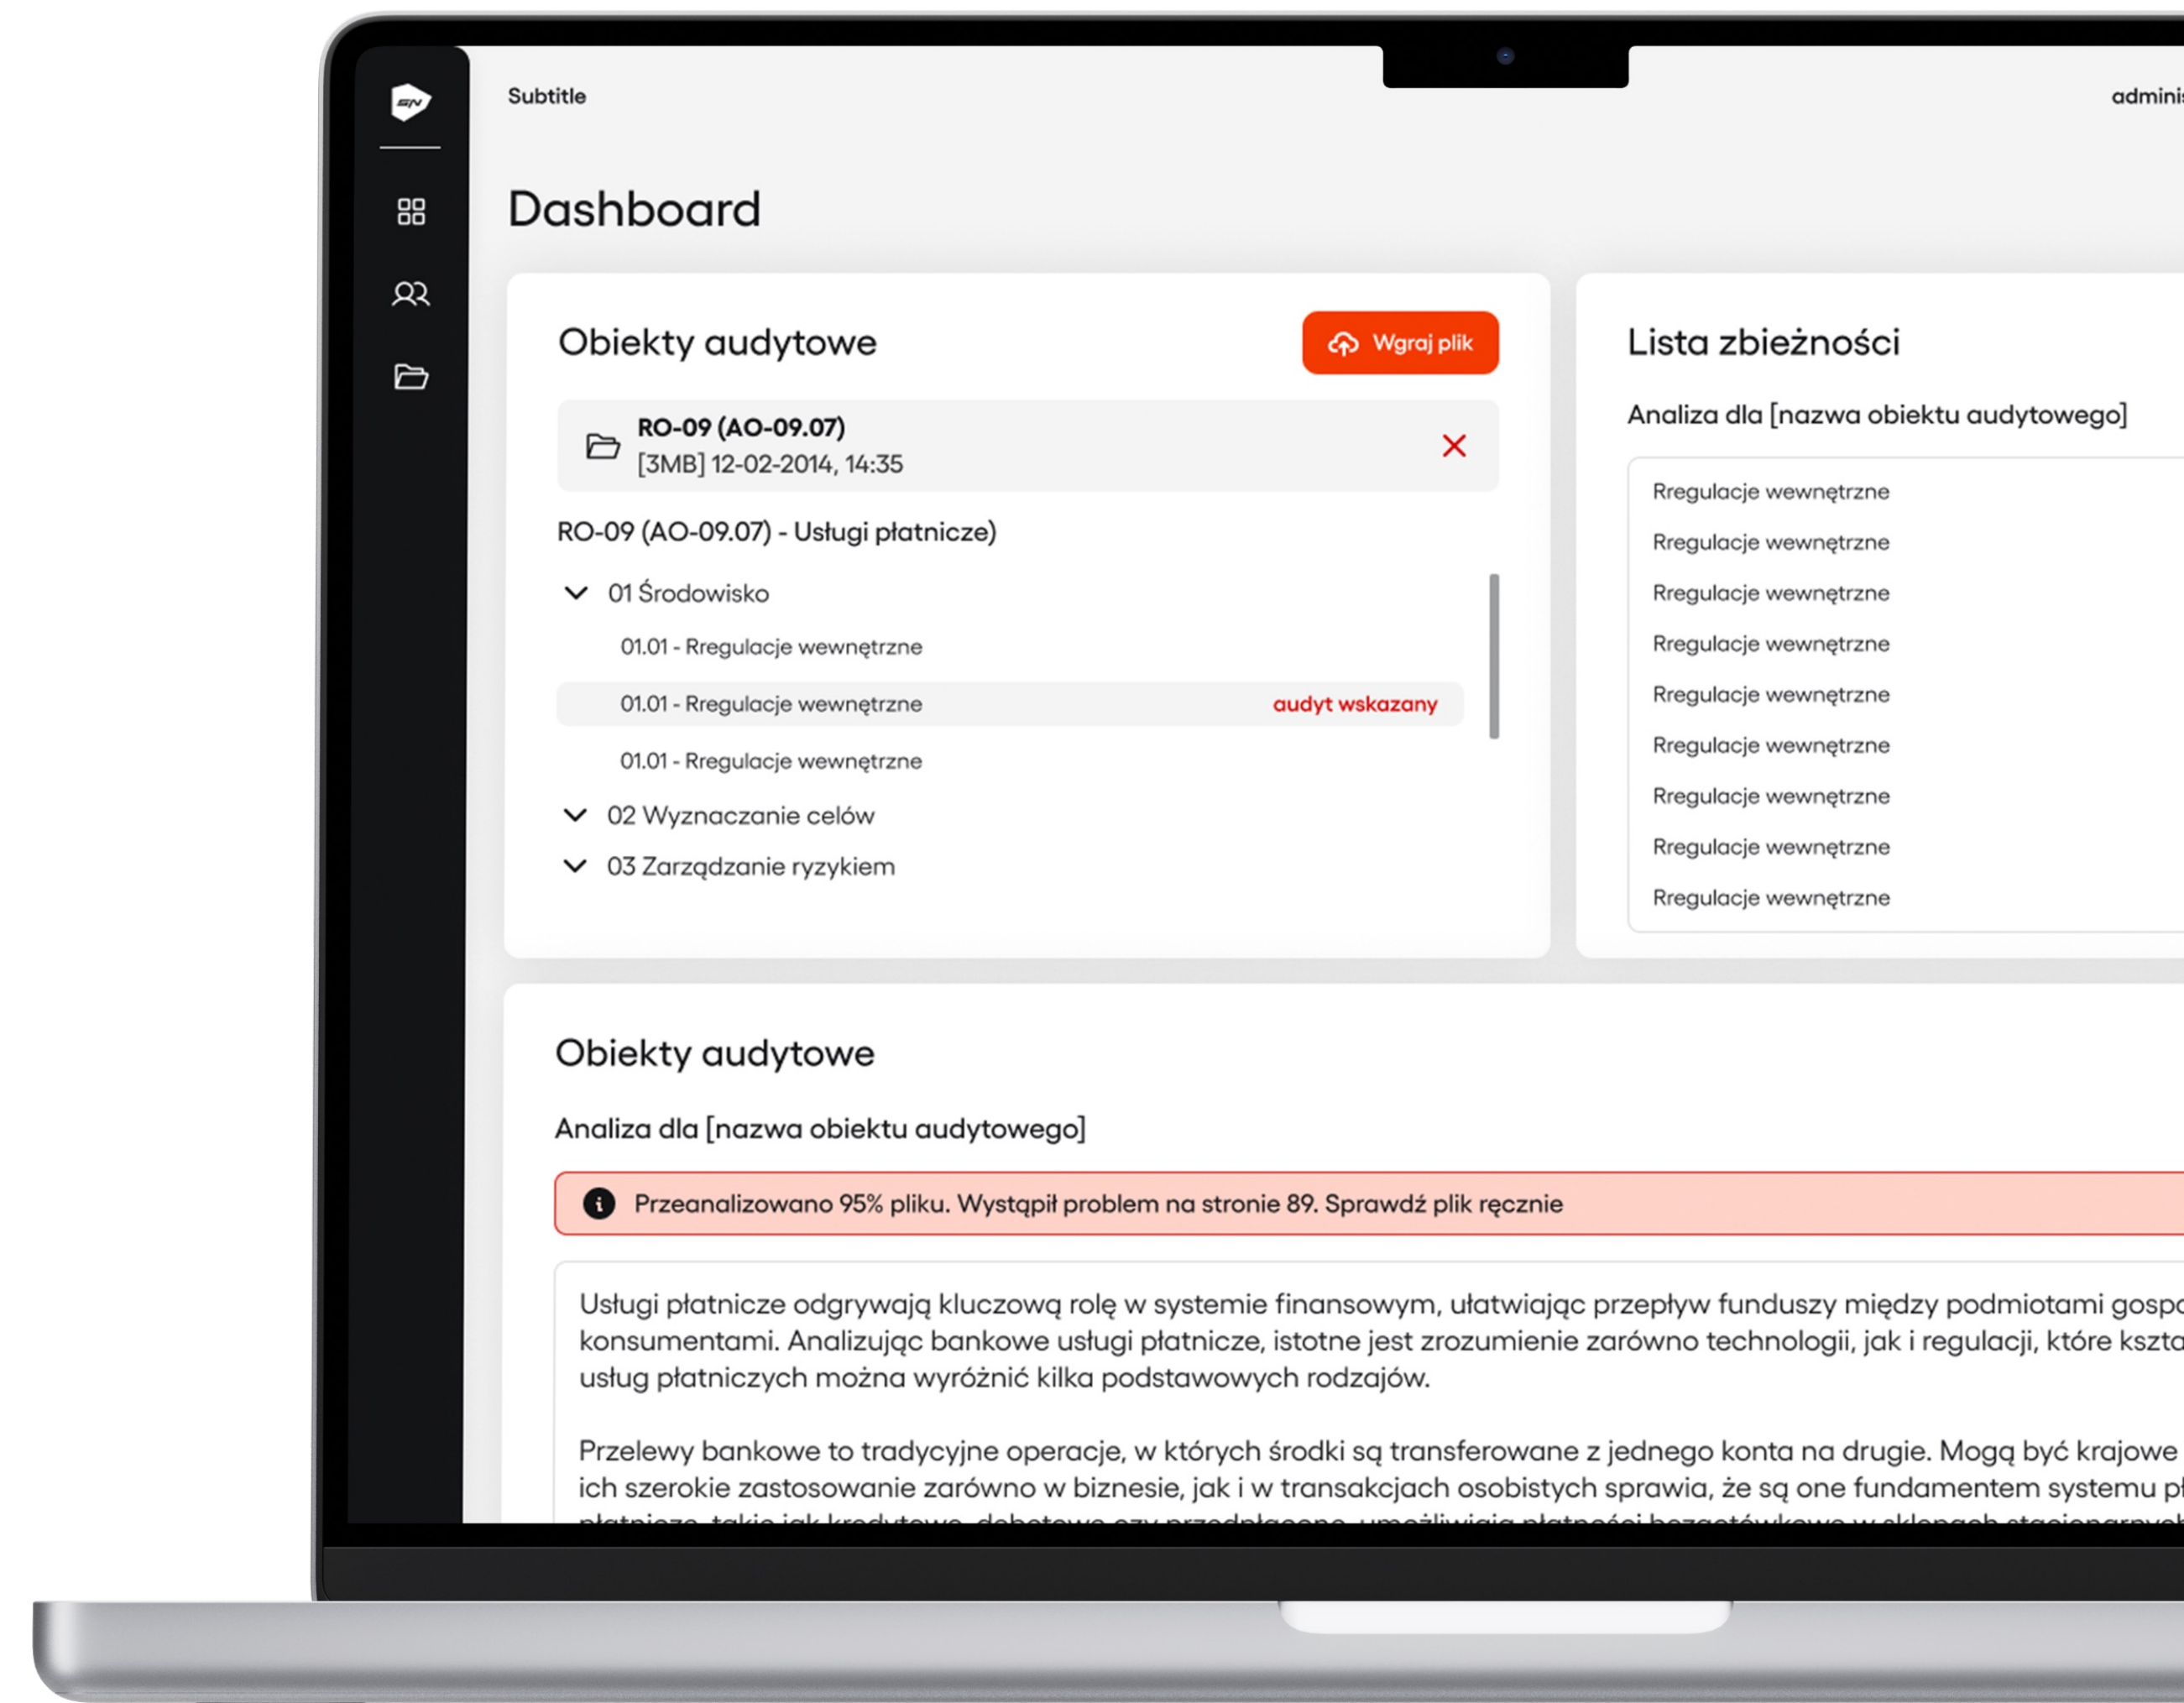 SN
Subtitle
Dashboard
Obiekty audytowe
Wgraj plik
RO-09 (AO-09.07)
[3MB] 12-02-2014, 14:35
RO-09 (AO-09.07) - Usługi płatnicze)
01 Środowisko
01.01 - Rregulacje wewnętrzne
01.01 - Rregulacje wewnętrzne audyt wskazany
01.01 - Rregulacje wewnętrzne
02 Wyznaczanie celów
03 Zarządzanie ryzykiem
Lista zbieżności
Analiza dla [nazwa obiektu audytowego]
Rregulacje wewnętrzne
Rregulacje wewnętrzne
Rregulacje wewnętrzne
Rregulacje wewnętrzne
Rregulacje wewnętrzne
Rregulacje wewnętrzne
Rregulacje wewnętrzne
Rregulacje wewnętrzne
Rregulacje wewnętrzne
Obiekty audytowe
Analiza dla [nazwa obiektu audytowego]
Przeanalizowano 95% pliku. Wystąpił problem na stronie 89. Sprawdź plik ręcznie
Usługi płatnicze odgrywają kluczową rolę w systemie finansowym, ułatwiając przepływ funduszy między podmiotami
konsumentami. Analizując bankowe usługi płatnicze, istotne jest zrozumienie zarówno technologii, jak i regulacji, które
usług płatniczych można wyróżnić kilka podstawowych rodzajów.
Przelewy bankowe to tradycyjne operacje, w których środki są transferowane z jednego konta na drugie. Mogą być krajowe
ich szerokie zastosowanie zarówno w biznesie, jak i w transakcjach osobistych sprawia, że są one fundamentem systemu